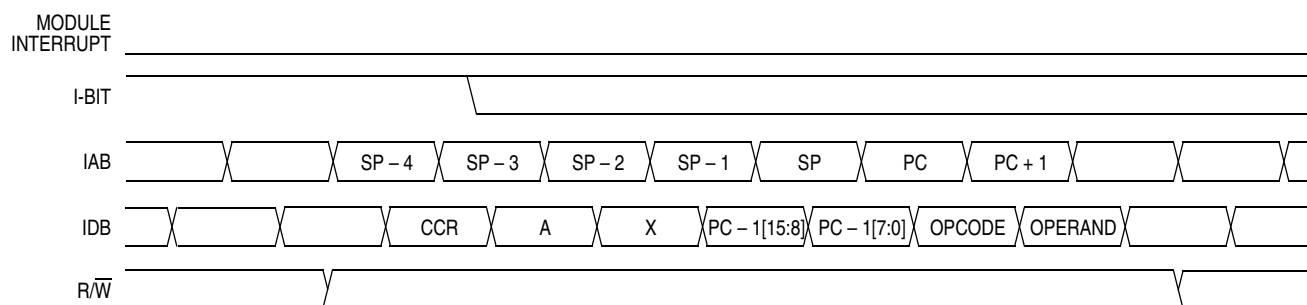 MODULE
INTERRUPT
I-BIT
IAB SP – 4 SP – 3 SP – 2 SP – 1 SP PC PC + 1
IDB CCR A X PC – 1[15:8] PC – 1[7:0] OPCODE OPERAND
R/W̅